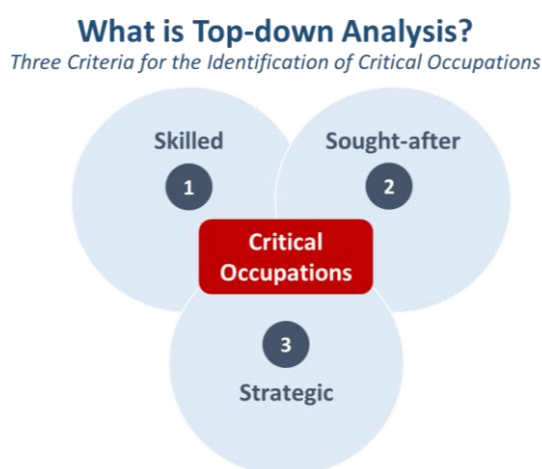 What is Top-down Analysis?
Three Criteria for the Identification of Critical Occupations
Skilled
1
Sought-after
2
Critical
Occupations
3
Strategic